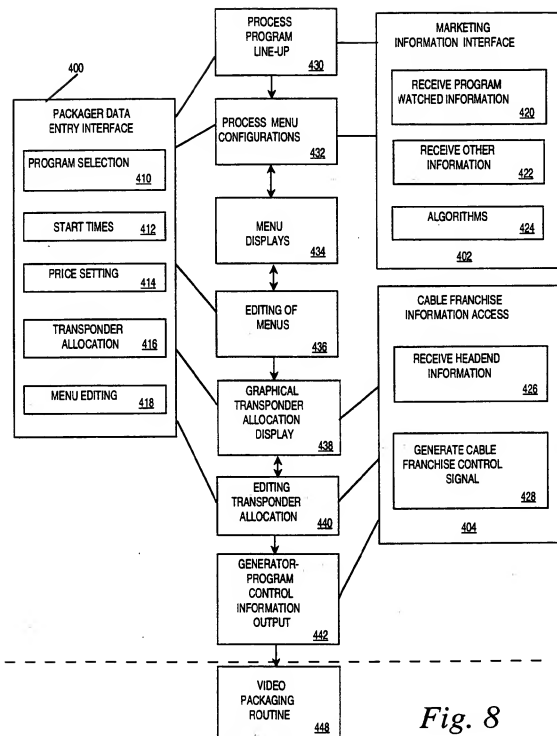 400
PACKAGER DATA
ENTRY INTERFACE
PROGRAM SELECTION
410
START TIMES
412
PRICE SETTING
414
TRANSPONDER
ALLOCATION
416
MENU EDITING
418
PROCESS
PROGRAM
LINE-UP
430
PROCESS MENU
CONFIGURATIONS
432
MENU
DISPLAYS
434
EDITING OF
MENUS
436
GRAPHICAL
TRANSPONDER
ALLOCATION
DISPLAY
438
EDITING
TRANSPONDER
ALLOCATION
440
GENERATOR-
PROGRAM
CONTROL
INFORMATION
OUTPUT
442
VIDEO
PACKAGING
ROUTINE
448
MARKETING
INFORMATION INTERFACE
RECEIVE PROGRAM
WATCHED INFORMATION
420
RECEIVE OTHER
INFORMATION
422
ALGORITHMS
424
402
CABLE FRANCHISE
INFORMATION ACCESS
RECEIVE HEADEND
INFORMATION
426
GENERATE CABLE
FRANCHISE CONTROL
SIGNAL
428
404
Fig. 8